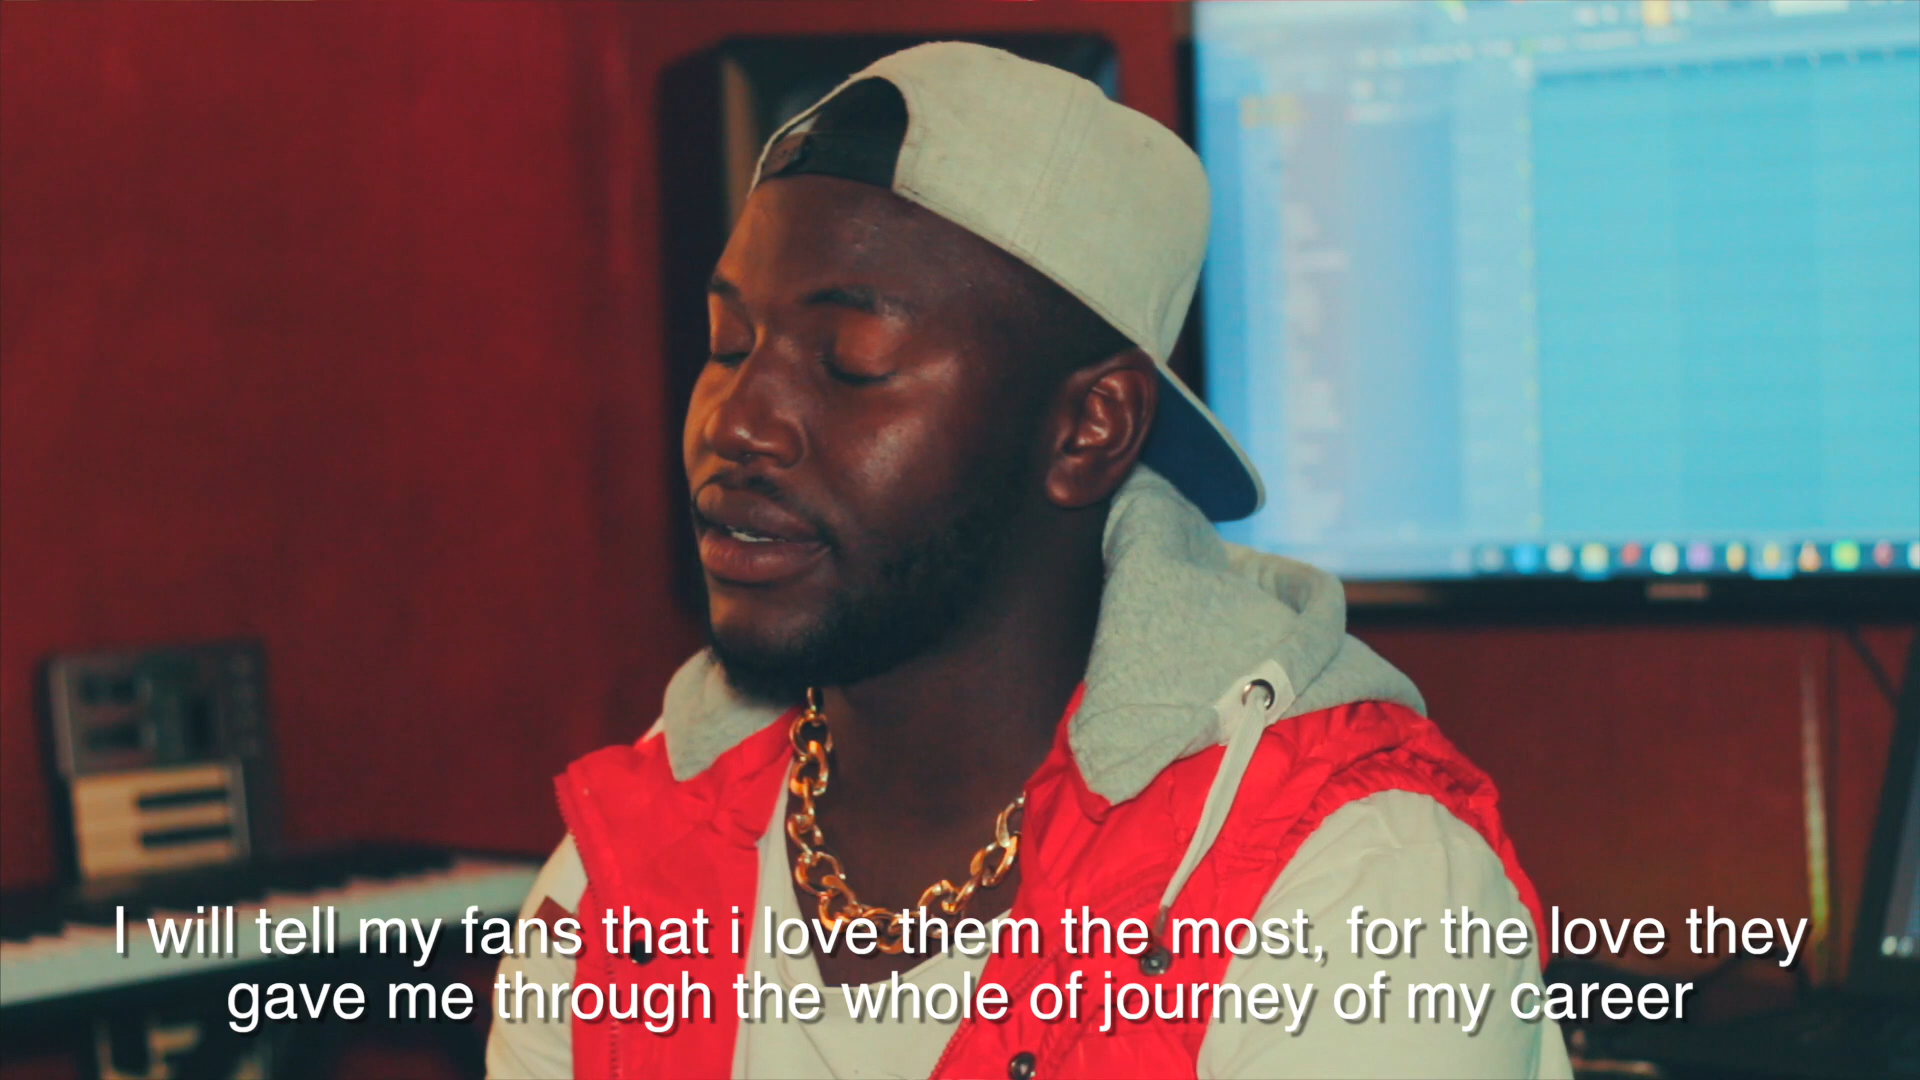 I will tell my fans that i love them the most, for the love they
gave me through the whole of journey of my career